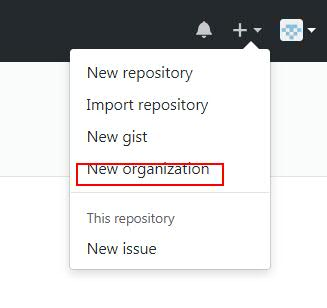 New repository
Import repository
New gist
New organization
This repository
New issue